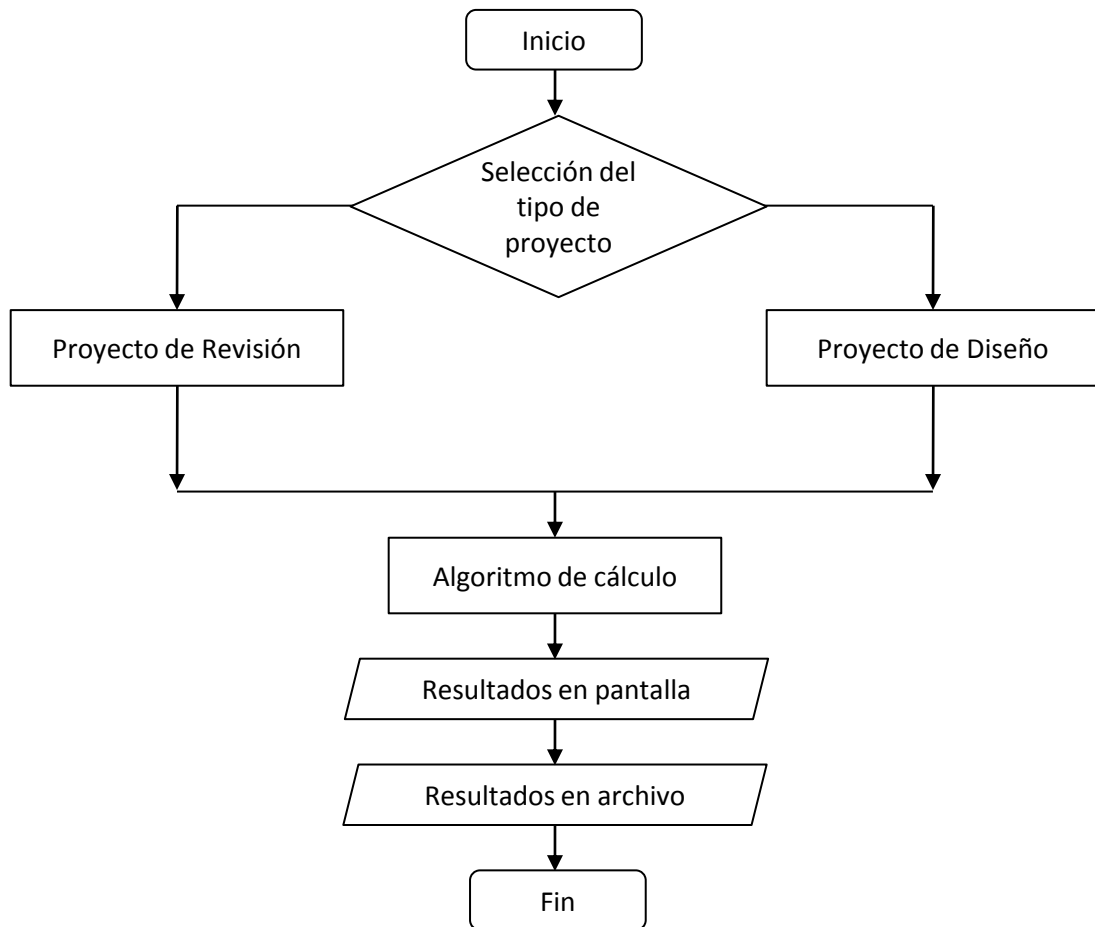 Inicio
Selección del
tipo de
proyecto
Proyecto de Revisión
Proyecto de Diseño
Algoritmo de cálculo
Resultados en pantalla
Resultados en archivo
Fin